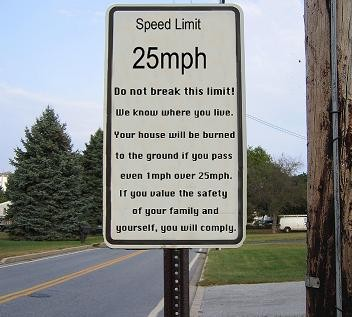 Speed Limit
25mph
Do not break this limit!
We know where you live.
Your house will be burned
to the ground if you pass
even 1mph over 25mph.
If you value the safety
of your family and
yourself, you will comply.